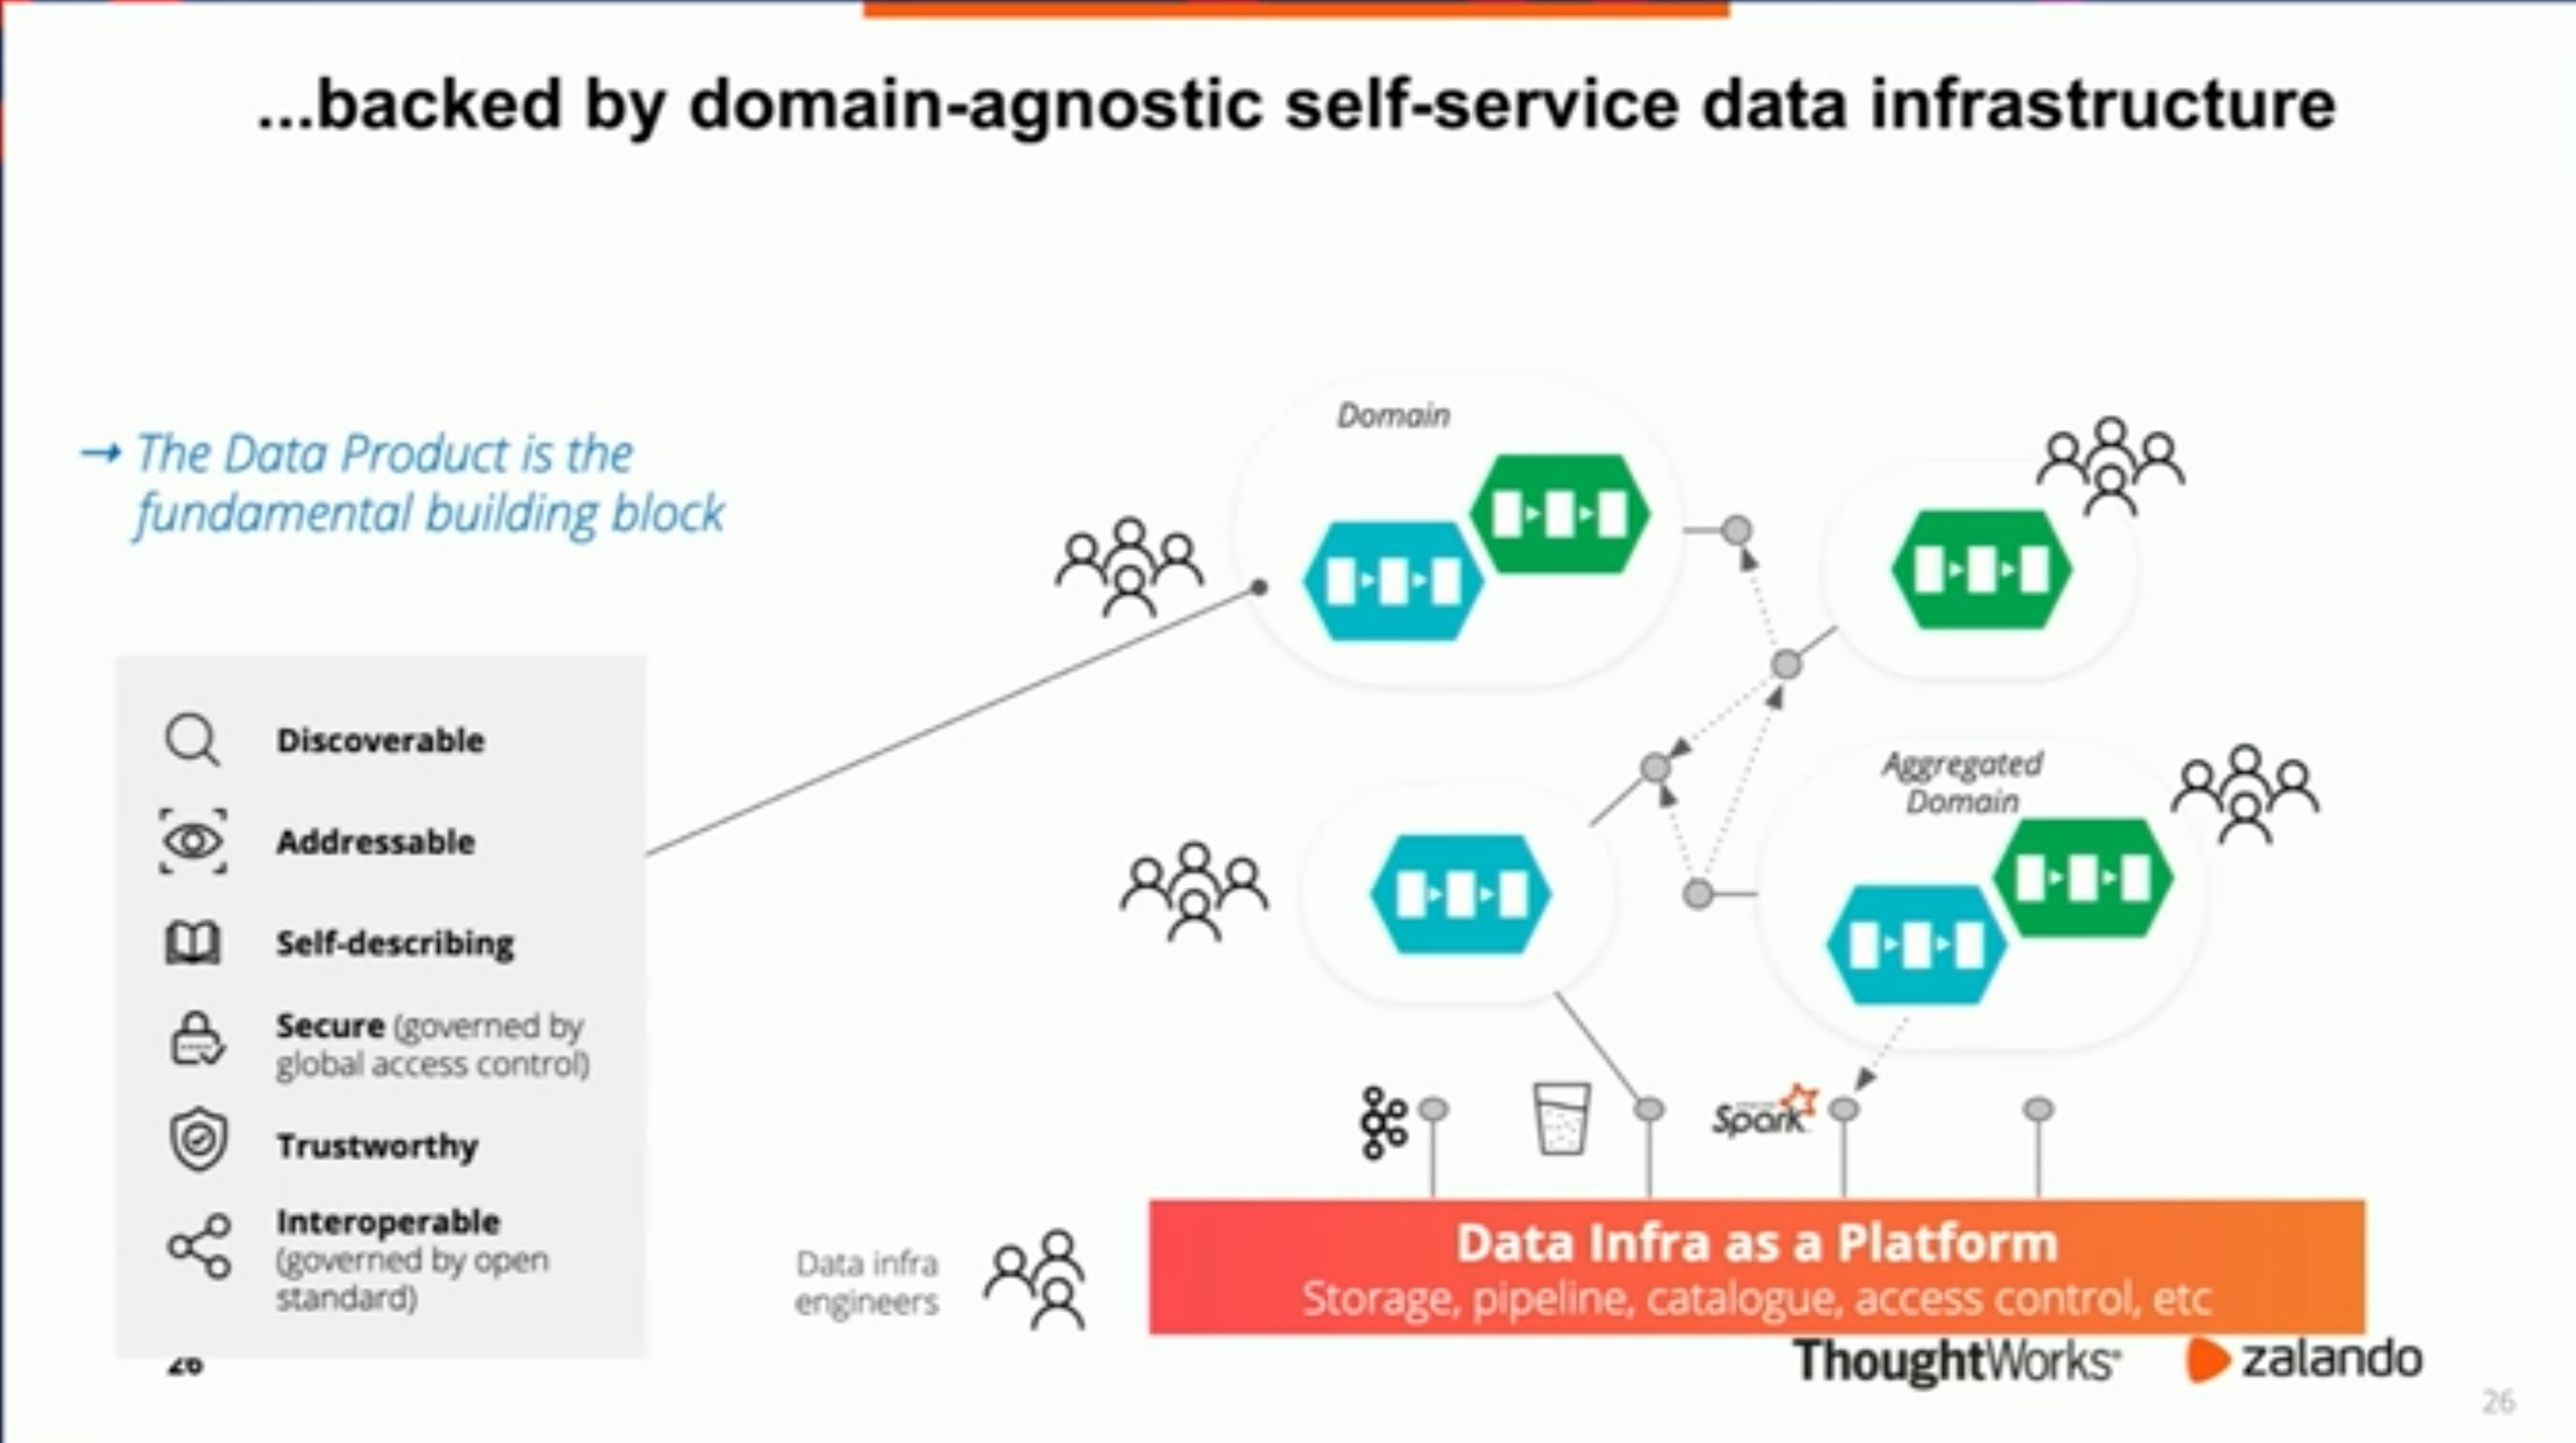 ...backed by domain-agnostic self-service data infrastructure
→ The Data Product is the
fundamental building block
Discoverable
Addressable
Self-describing
Secure (governed by
global access control)
Trustworthy
Interoperable
(governed by open
standard)
Domain
Aggregated
Domain
Spark
Data infra
engineers
Data Infra as a Platform
Storage, pipeline, catalogue, access control, etc
26
ThoughtWorks
zalando
26